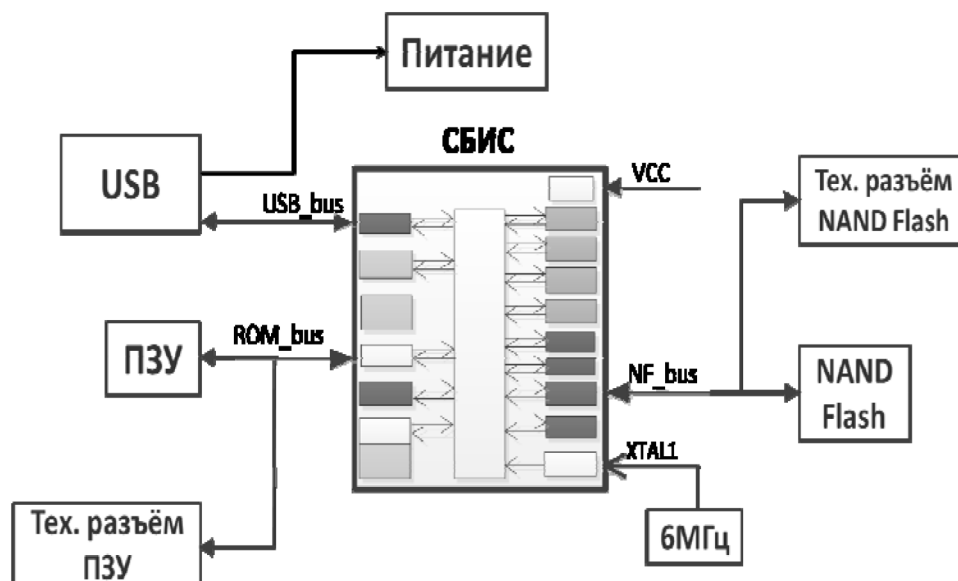 Питание
СБИС
USB
USB_bus
VCC
Тех. разъём
NAND Flash
ПЗУ
ROM_bus
NF_bus
NAND
Flash
XTAL1
Тех. разъём
ПЗУ
6МГц